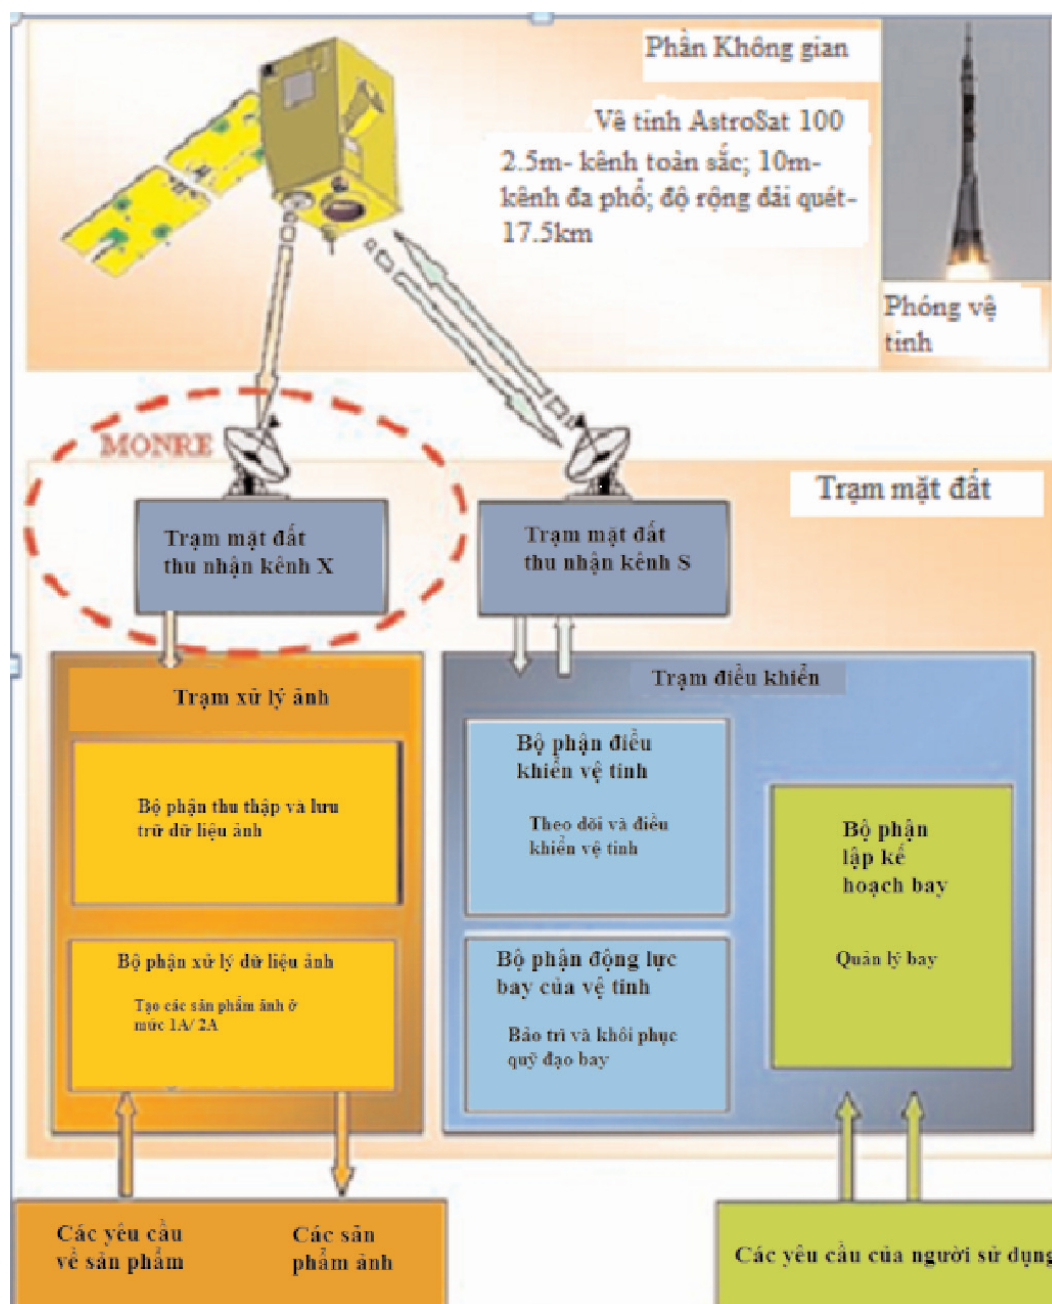 Phần Không gian
Vệ tinh AstroSat 100
2.5m- kênh toàn sắc; 10m-
kênh đa phổ; độ rộng dải quét-
17.5km
Phóng vệ
tinh
MONRE
Trạm mặt đất
Trạm mặt đất
thu nhận kênh X
Trạm mặt đất
thu nhận kênh S
Trạm xử lý ảnh
Bộ phận thu thập và lưu
trữ dữ liệu ảnh
Bộ phận xử lý dữ liệu ảnh
Tạo các sản phẩm ảnh ở
mức 1A/ 2A
Trạm điều khiển
Bộ phận điều
khiển vệ tinh
Theo dõi và điều
khiển vệ tinh
Bộ phận động lực
bay của vệ tinh
Bảo trì và khôi phục
quỹ đạo bay
Bộ phận
lập kế
hoạch bay
Quản lý bay
Các yêu cầu
về sản phẩm
Các sản
phẩm ảnh
Các yêu cầu của người sử dụng